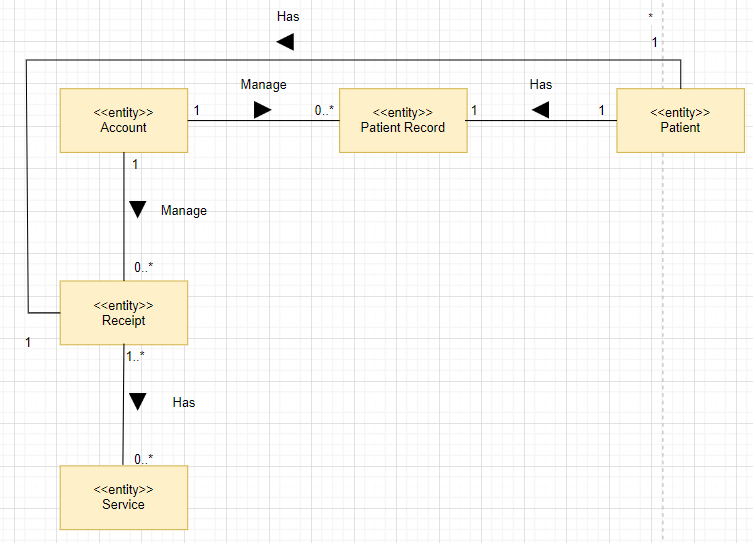 Has
*
1
Manage
Has
<<entity>>
Account
1
0..*
<<entity>>
Patient Record
1
1
<<entity>>
Patient
1
Manage
0..*
<<entity>>
Receipt
1
1..*
Has
0..*
<<entity>>
Service